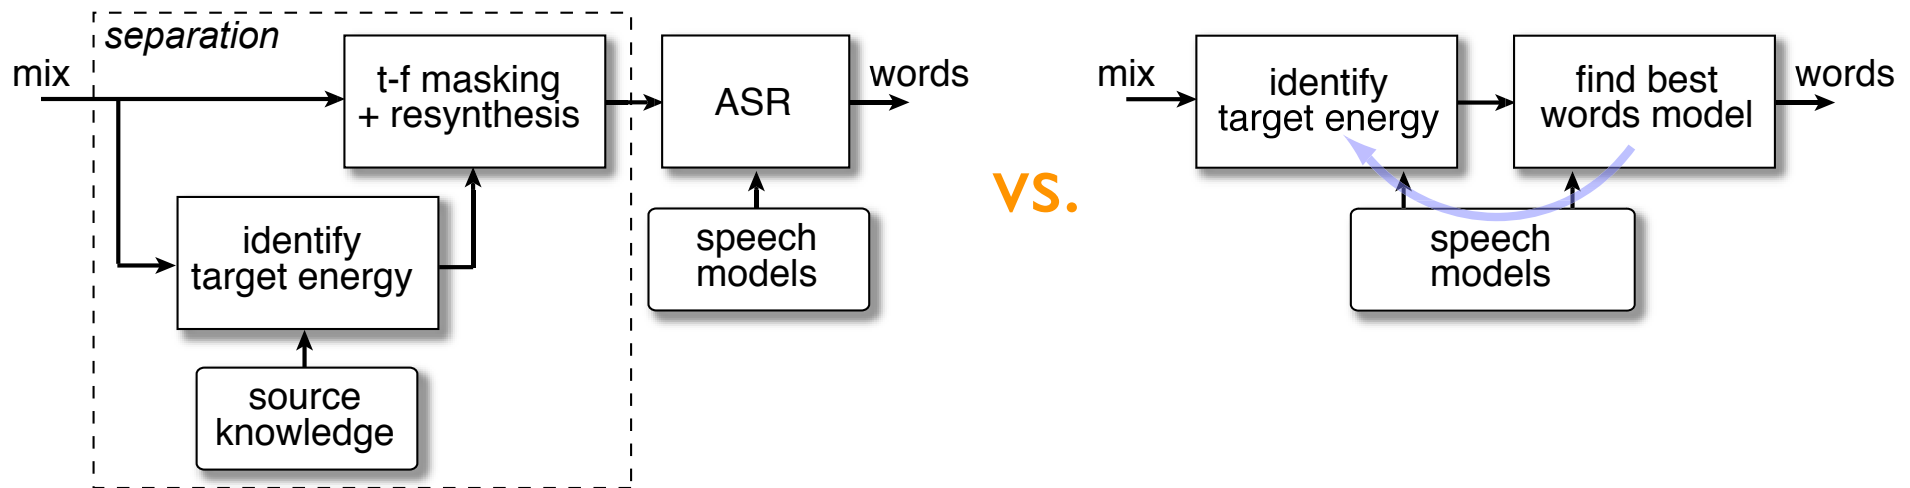 separation
mix
t-f masking
+ resynthesis
ASR
words
identify
target energy
speech
models
source
knowledge
vs.
mix
identify
target energy
find best
words model
words
speech
models